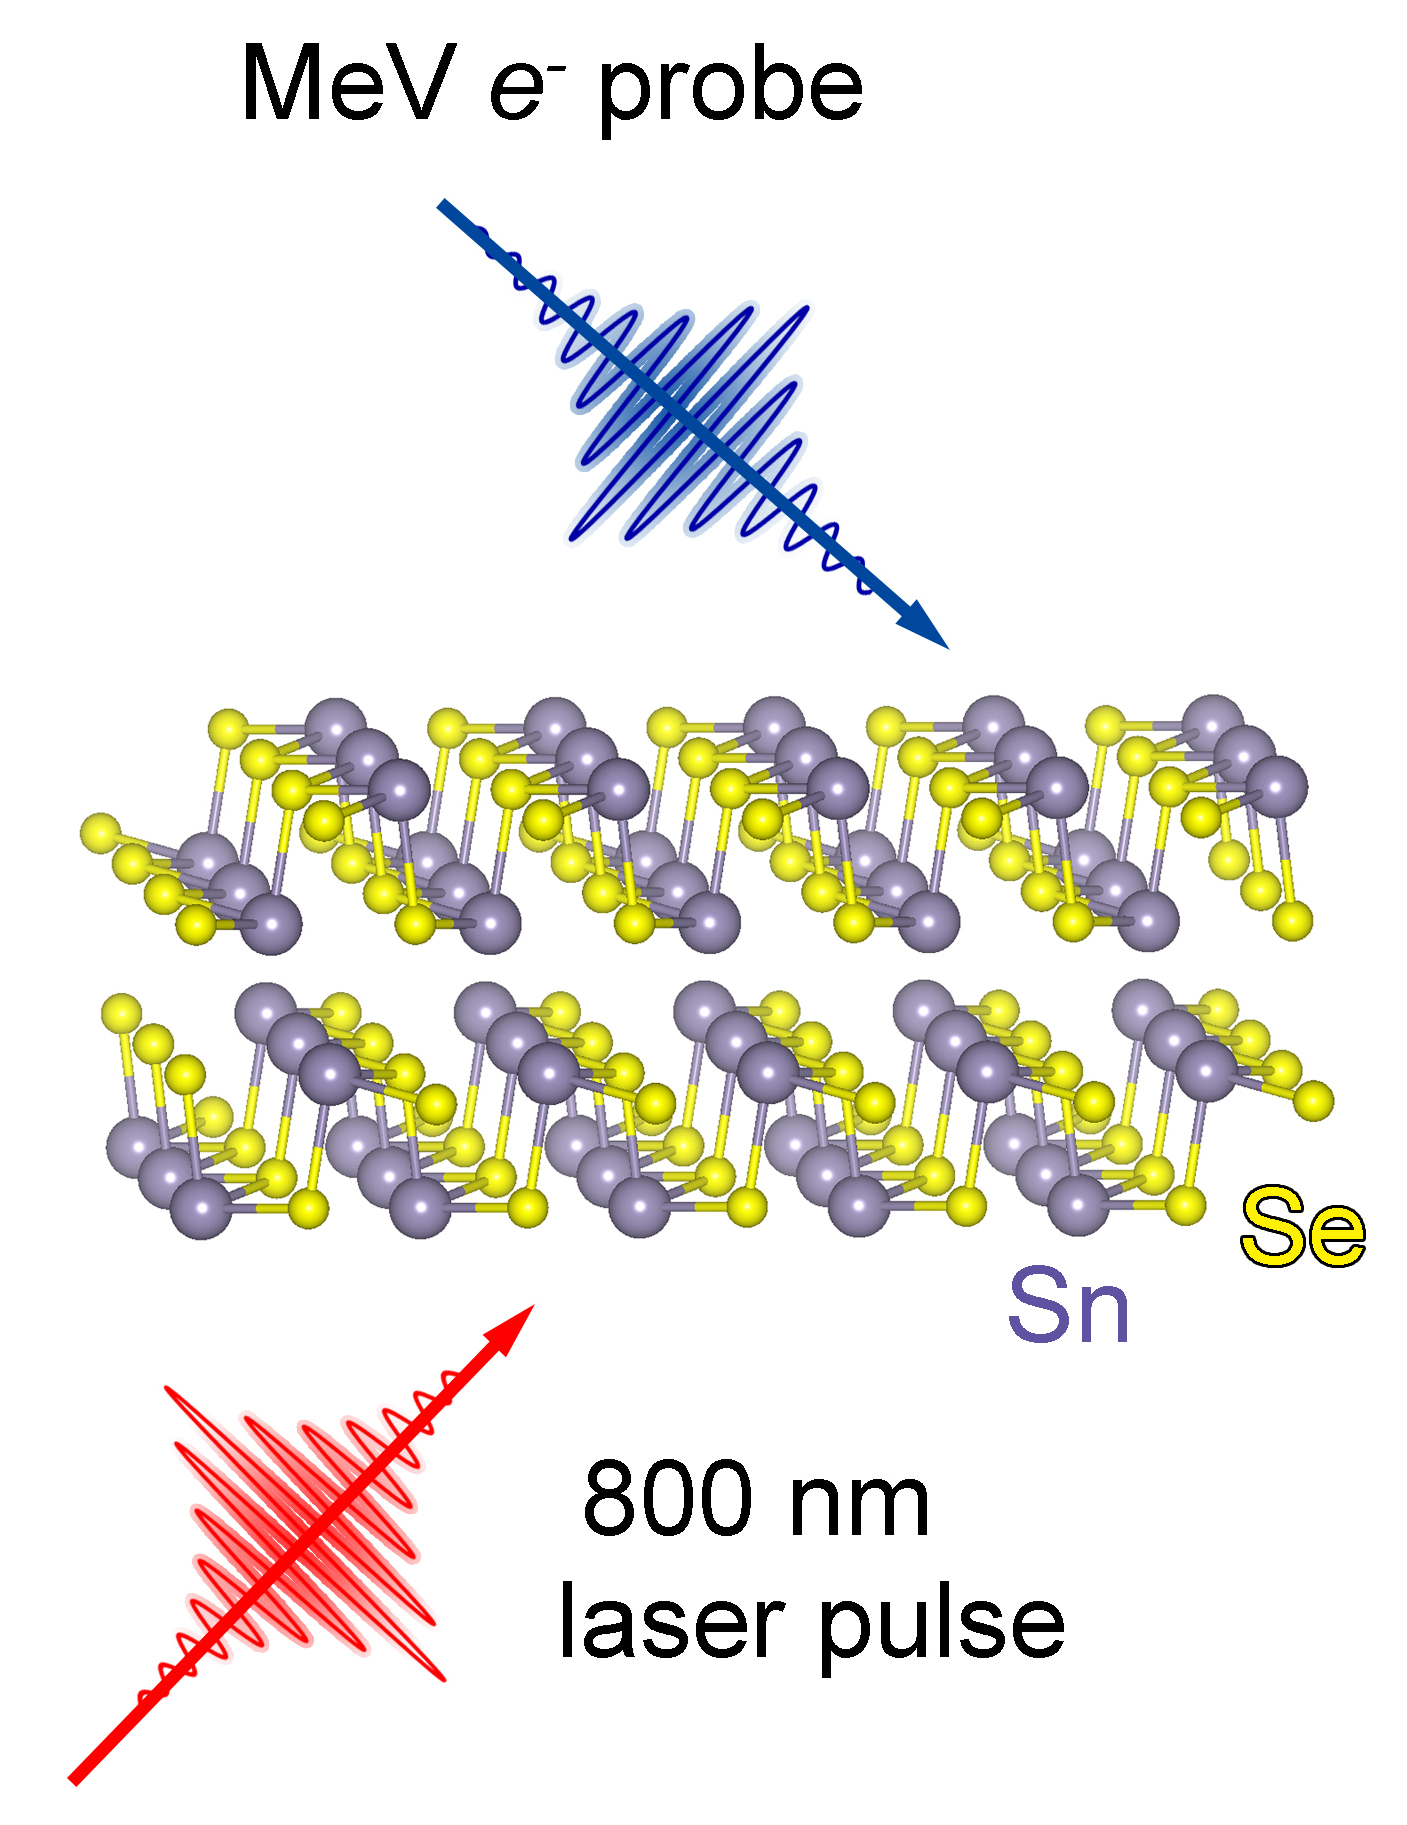 MeV e⁻ probe
Se
Sn
800 nm
laser pulse